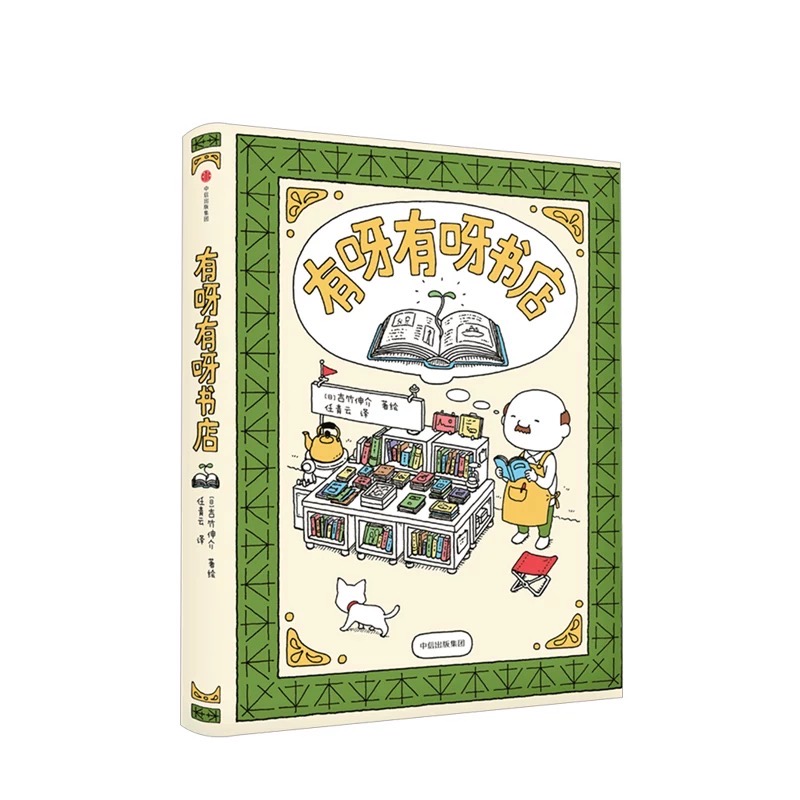 中信出版集团
有呀有呀书店
[日]吉竹伸介 著绘
任青云 译
有呀有呀书店
[日]吉竹伸介 著绘
任青云 译
中信出版集团